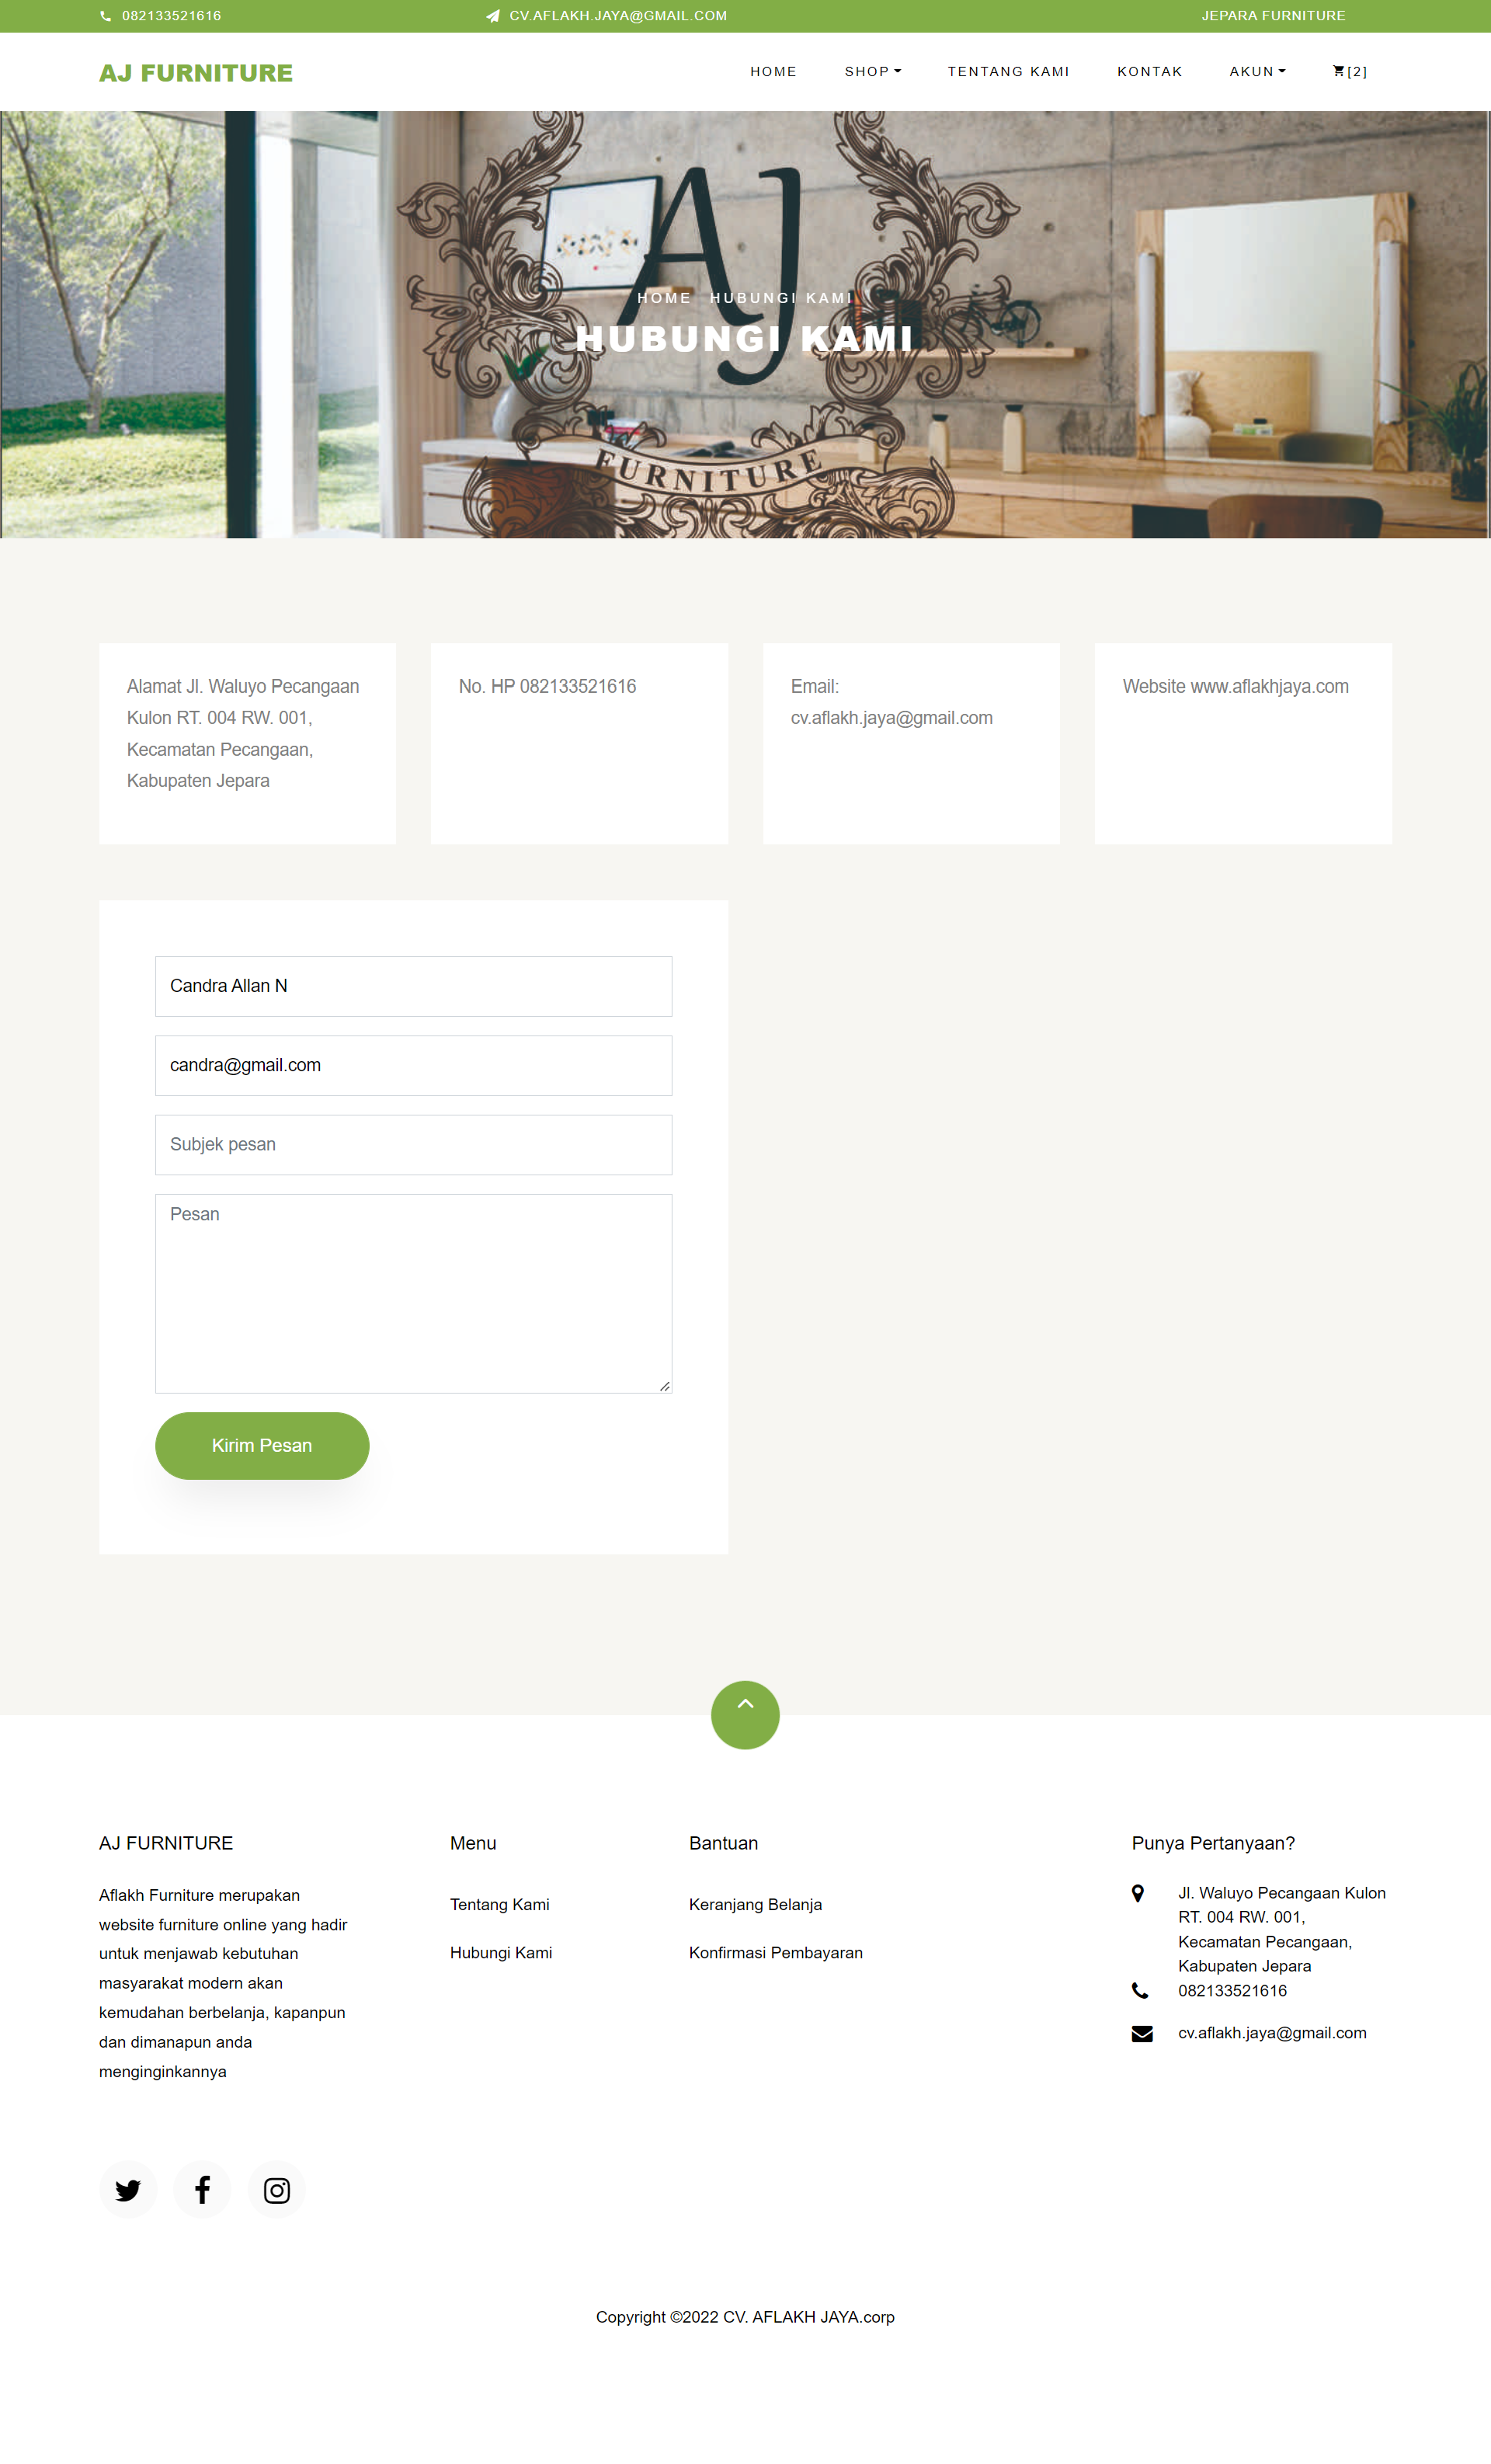 082133521616
CV.AFLAKH.JAYA@GMAIL.COM
JEPARA FURNITURE
AJ FURNITURE
HOME
SHOP
TENTANG KAMI
KONTAK
AKUN
[2]
AJ
HOME HUBUNGI KAMI
HUBUNGI KAMI
FURNITURE
Alamat Jl. Waluyo Pecangaan
Kulon RT. 004 RW. 001,
Kecamatan Pecangaan,
Kabupaten Jepara
No. HP 082133521616
Email:
cv.aflakh.jaya@gmail.com
Website www.aflakhjaya.com
Candra Allan N
candra@gmail.com
Subjek pesan
Pesan
Kirim Pesan
AJ FURNITURE
Aflakh Furniture merupakan
website furniture online yang hadir
untuk menjawab kebutuhan
masyarakat modern akan
kemudahan berbelanja, kapanpun
dan dimanapun anda
menginginkannya
Menu
Tentang Kami
Hubungi Kami
Bantuan
Keranjang Belanja
Konfirmasi Pembayaran
Punya Pertanyaan?
Jl. Waluyo Pecangaan Kulon
RT. 004 RW. 001,
Kecamatan Pecangaan,
Kabupaten Jepara
082133521616
cv.aflakh.jaya@gmail.com
Copyright ©2022 CV. AFLAKH JAYA.corp